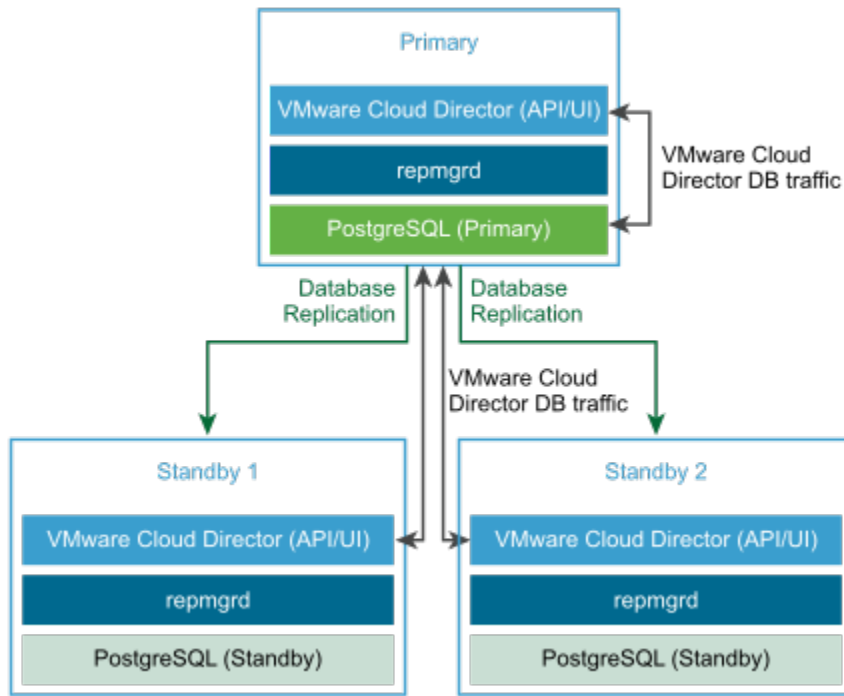 Primary
VMware Cloud Director (API/UI)
repmgrd
PostgreSQL (Primary)
VMware Cloud
Director DB traffic
Database
Replication
Database
Replication
VMware Cloud
Director DB traffic
Standby 1
VMware Cloud Director (API/UI)
repmgrd
PostgreSQL (Standby)
Standby 2
VMware Cloud Director (API/UI)
repmgrd
PostgreSQL (Standby)